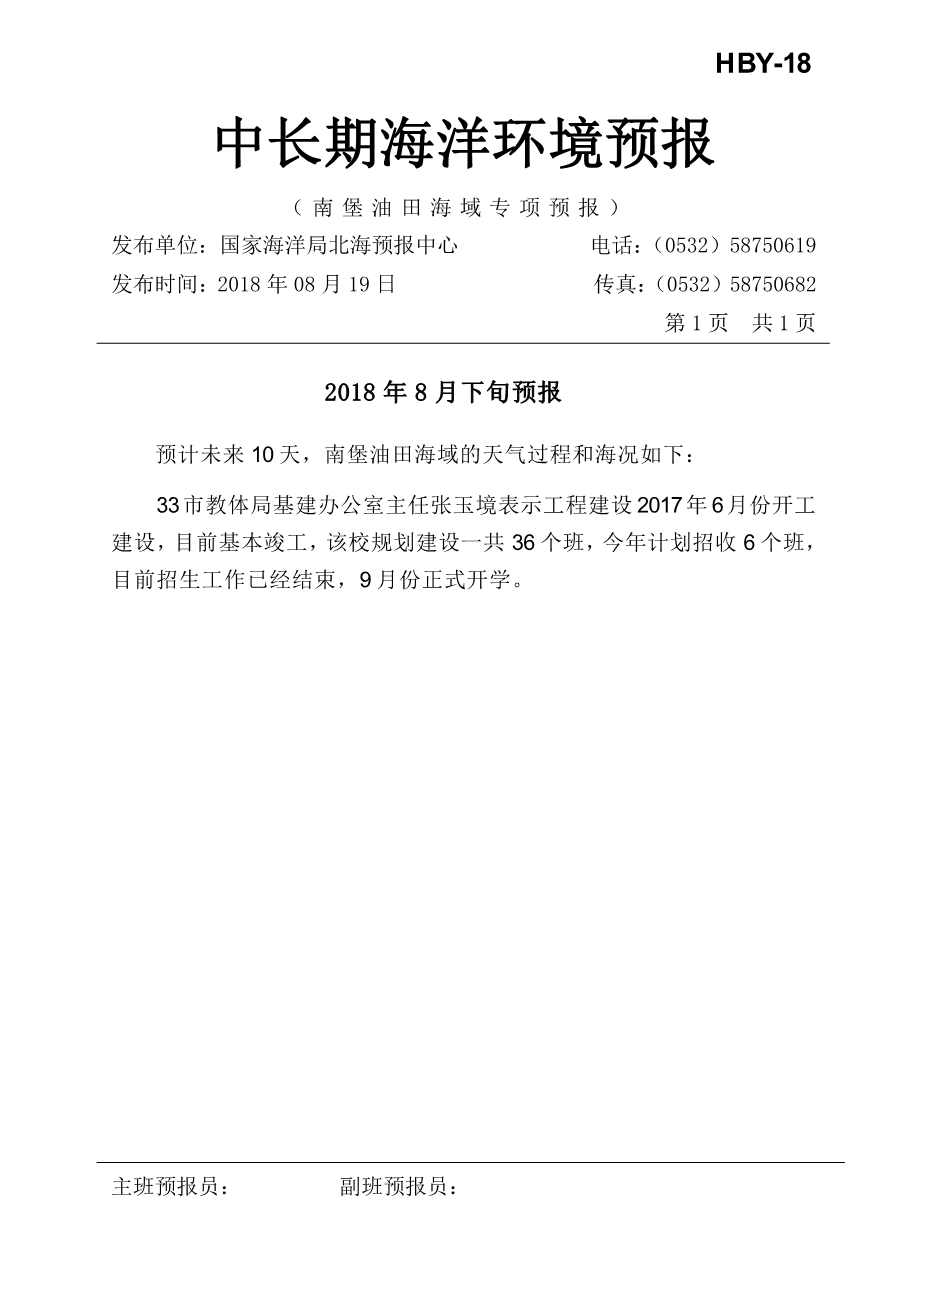 HBY-18
中长期海洋环境预报
（南堡油田海域专项预报）
发布单位：国家海洋局北海预报中心 电话：（0532）58750619
发布时间：2018 年 08 月 19 日 传真：（0532）58750682
第 1 页 共 1 页
2018 年 8 月下旬预报
预计未来 10 天，南堡油田海域的天气过程和海况如下：
33 市教体局基建办公室主任张玉境表示工程建设 2017 年 6 月份开工
建设，目前基本竣工，该校规划建设一共 36 个班，今年计划招收 6 个班，
目前招生工作已经结束，9 月份正式开学。
主班预报员： 副班预报员：